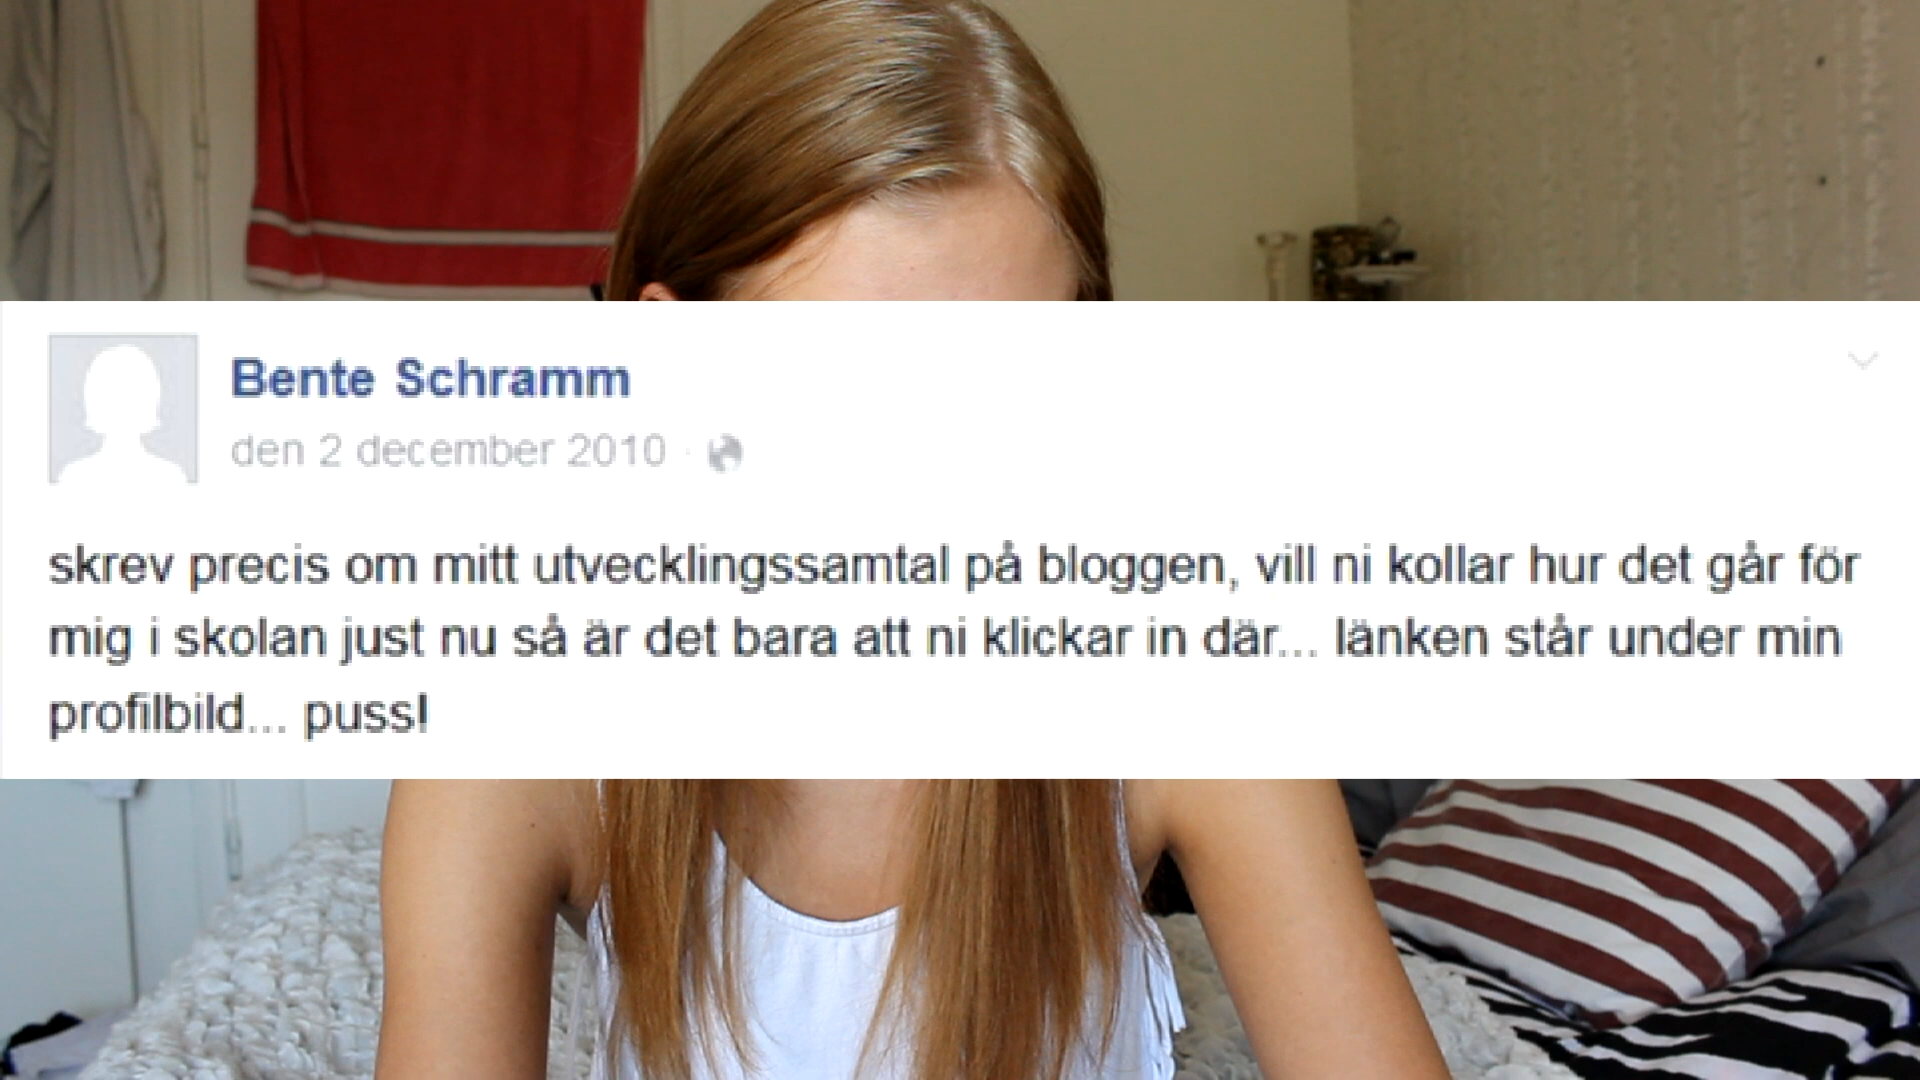 Bente Schramm
den 2 december 2010 ·
skrev precis om mitt utvecklingssamtal på bloggen, vill ni kollar hur det går för
mig i skolan just nu så är det bara att ni klickar in där... länken står under min
profilbild... puss!